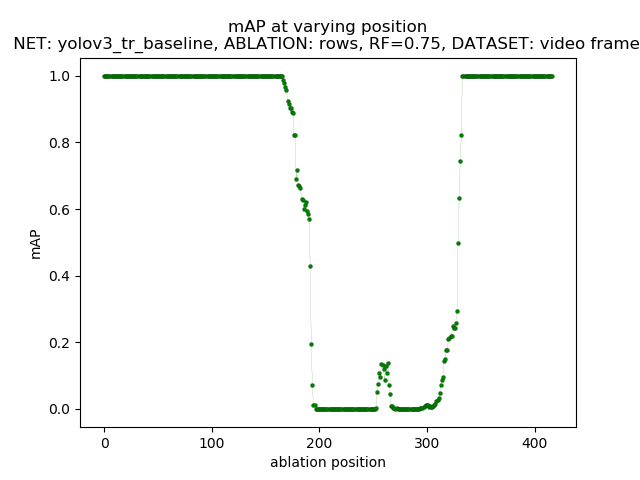 mAP at varying position
NET: yolov3_tr_baseline, ABLATION: rows, RF=0.75, DATASET: video frame
1.0
0.8
0.6
0.4
0.2
0.0
mAP
0 100 200 300 400
ablation position